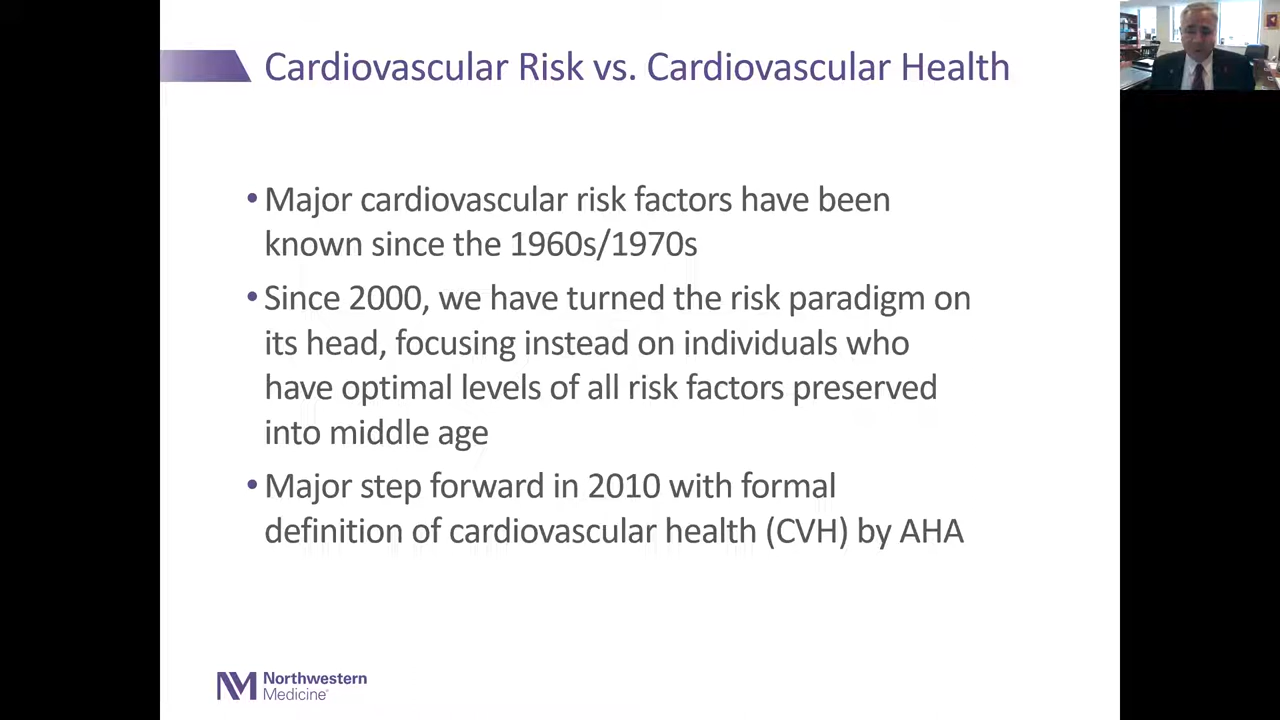 Cardiovascular Risk vs. Cardiovascular Health
•Major cardiovascular risk factors have been
known since the 1960s/1970s
•Since 2000, we have turned the risk paradigm on
its head, focusing instead on individuals who
have optimal levels of all risk factors preserved
into middle age
•Major step forward in 2010 with formal
definition of cardiovascular health (CVH) by AHA
NM Northwestern
Medicine